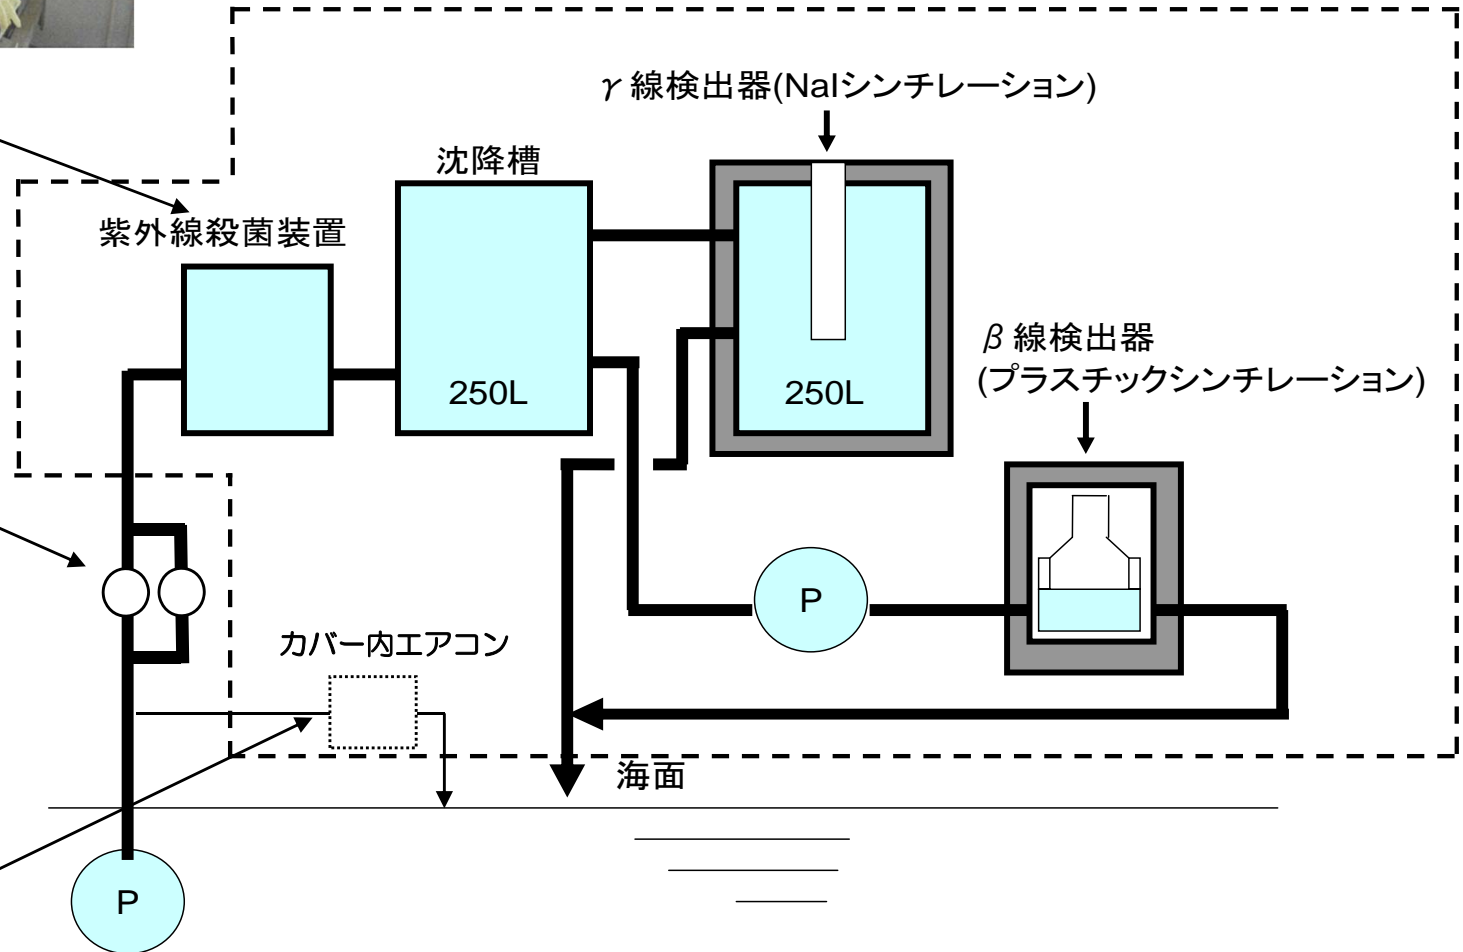 γ線検出器(NaIシンチレーション)
沈降槽
紫外線殺菌装置
β線検出器
(プラスチックシンチレーション)
250L
250L
P
カバー内エアコン
海面
P